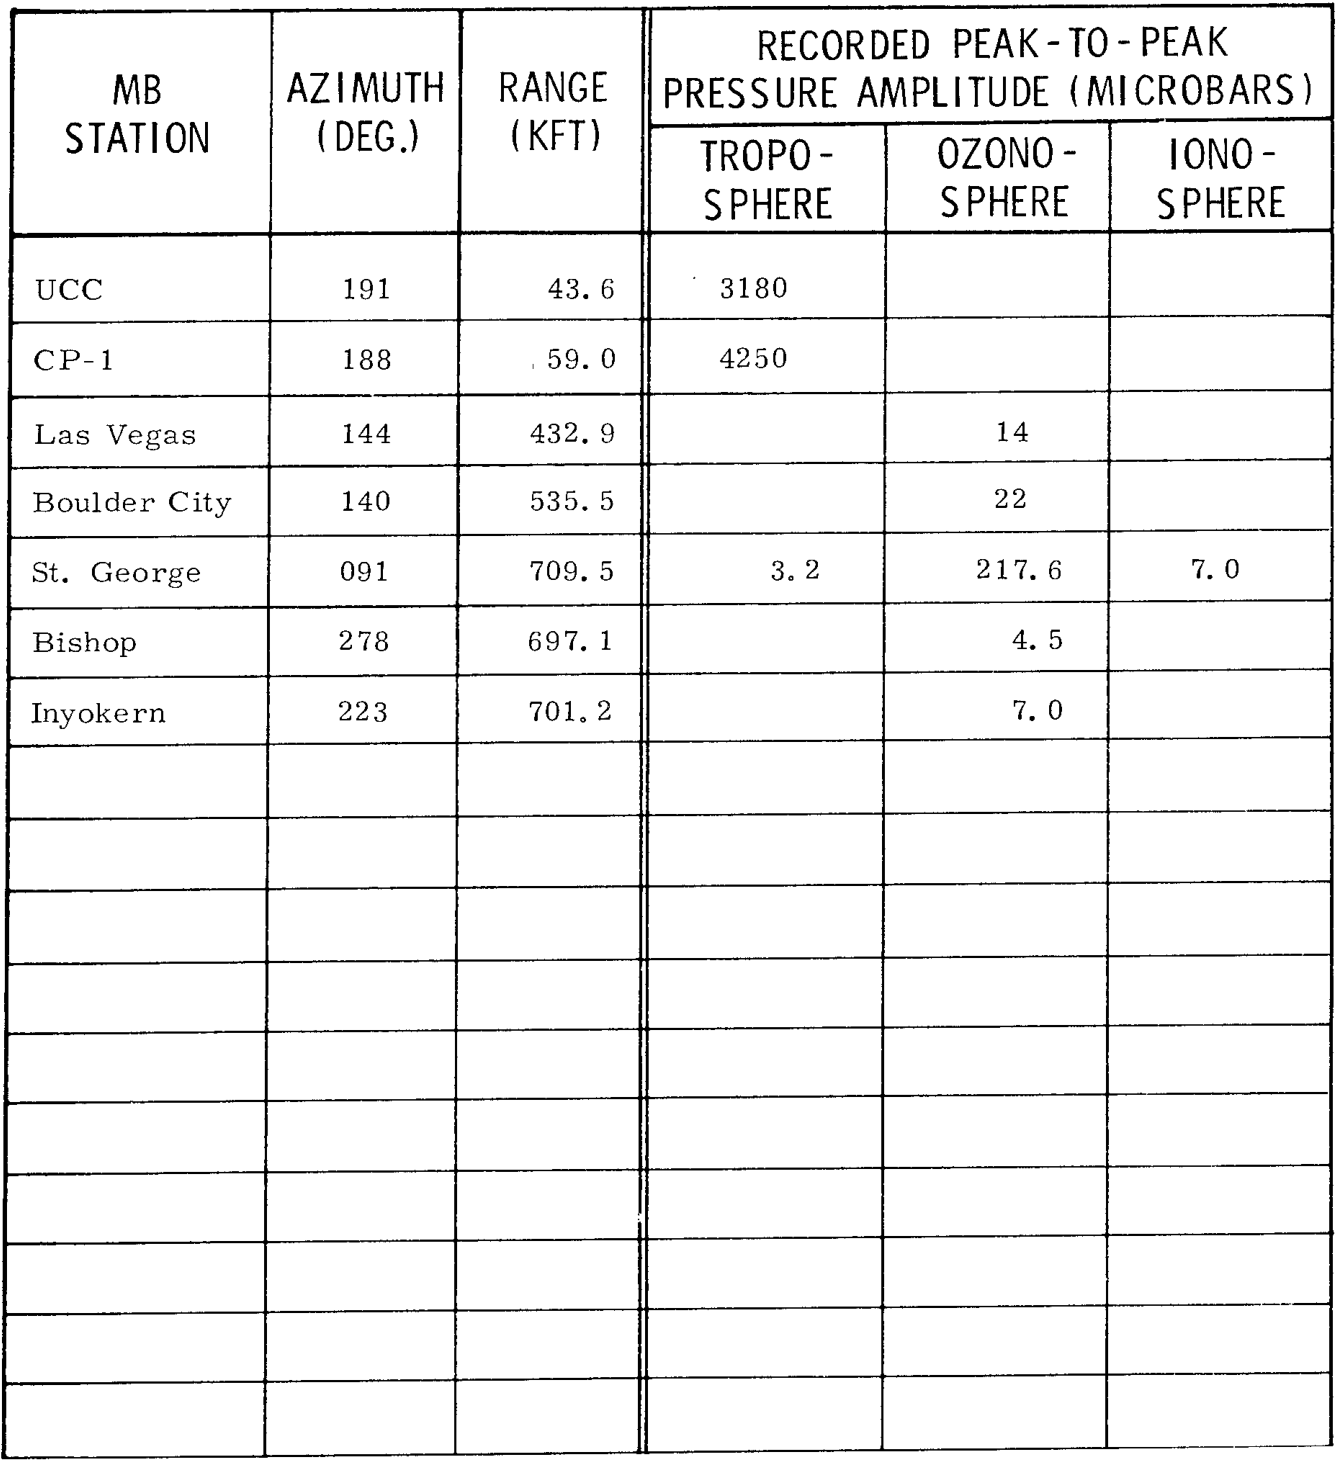 MB STATION AZIMUTH (DEG.) RANGE (KFT) RECORDED PEAK-TO-PEAK PRESSURE AMPLITUDE (MICROBARS)
TROPO-SPHERE OZONO-SPHERE IONO-SPHERE
UCC 191 43.6 3180
CP-1 188 59.0 4250
Las Vegas 144 432.9 14
Boulder City 140 535.5 22
St. George 091 709.5 3.2 217.6 7.0
Bishop 278 697.1 4.5
Inyokern 223 701.2 7.0